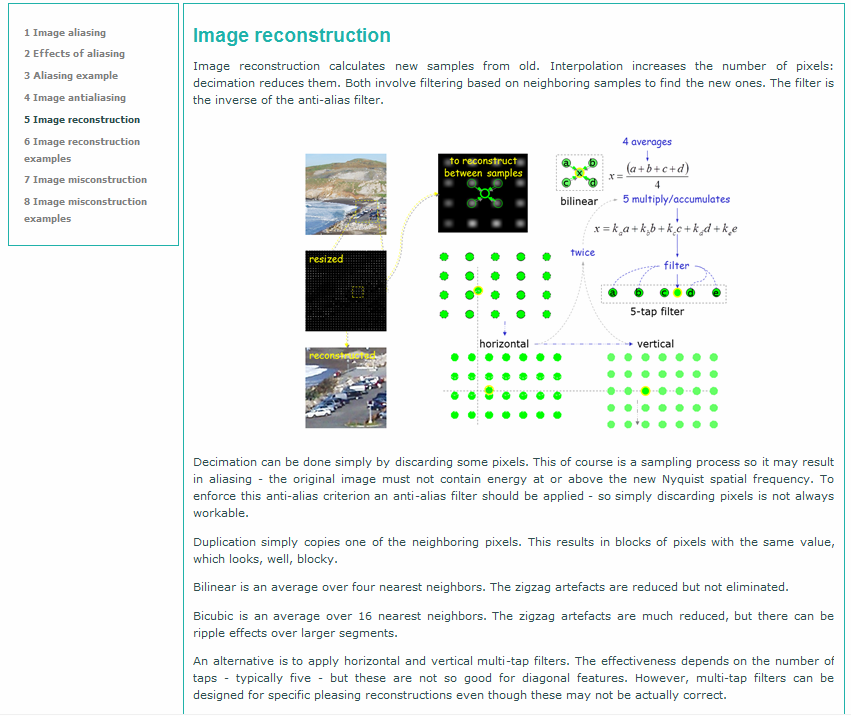 1 Image aliasing
2 Effects of aliasing
3 Aliasing example
4 Image antialiasing
5 Image reconstruction
6 Image reconstruction
examples
7 Image misconstruction
8 Image misconstruction
examples
Image reconstruction
Image reconstruction calculates new samples from old. Interpolation increases the number of pixels:
decimation reduces them. Both involve filtering based on neighboring samples to find the new ones. The filter is
the inverse of the anti-alias filter.
to reconstruct
between samples
resized
reconstructed
a b
x
c d
bilinear
4 averages
x = (a+b+c+d)
4
5 multiply/accumulates
x = kₐa + k_b b + k_c c + k_d d + kₑe
twice
filter
a b c d e
5-tap filter
horizontal
vertical
Decimation can be done simply by discarding some pixels. This of course is a sampling process so it may result
in aliasing - the original image must not contain energy at or above the new Nyquist spatial frequency. To
enforce this anti-alias criterion an anti-alias filter should be applied - so simply discarding pixels is not always
workable.
Duplication simply copies one of the neighboring pixels. This results in blocks of pixels with the same value,
which looks, well, blocky.
Bilinear is an average over four nearest neighbors. The zigzag artefacts are reduced but not eliminated.
Bicubic is an average over 16 nearest neighbors. The zigzag artefacts are much reduced, but there can be
ripple effects over larger segments.
An alternative is to apply horizontal and vertical multi-tap filters. The effectiveness depends on the number of
taps - typically five - but these are not so good for diagonal features. However, multi-tap filters can be
designed for specific pleasing reconstructions even though these may not be actually correct.